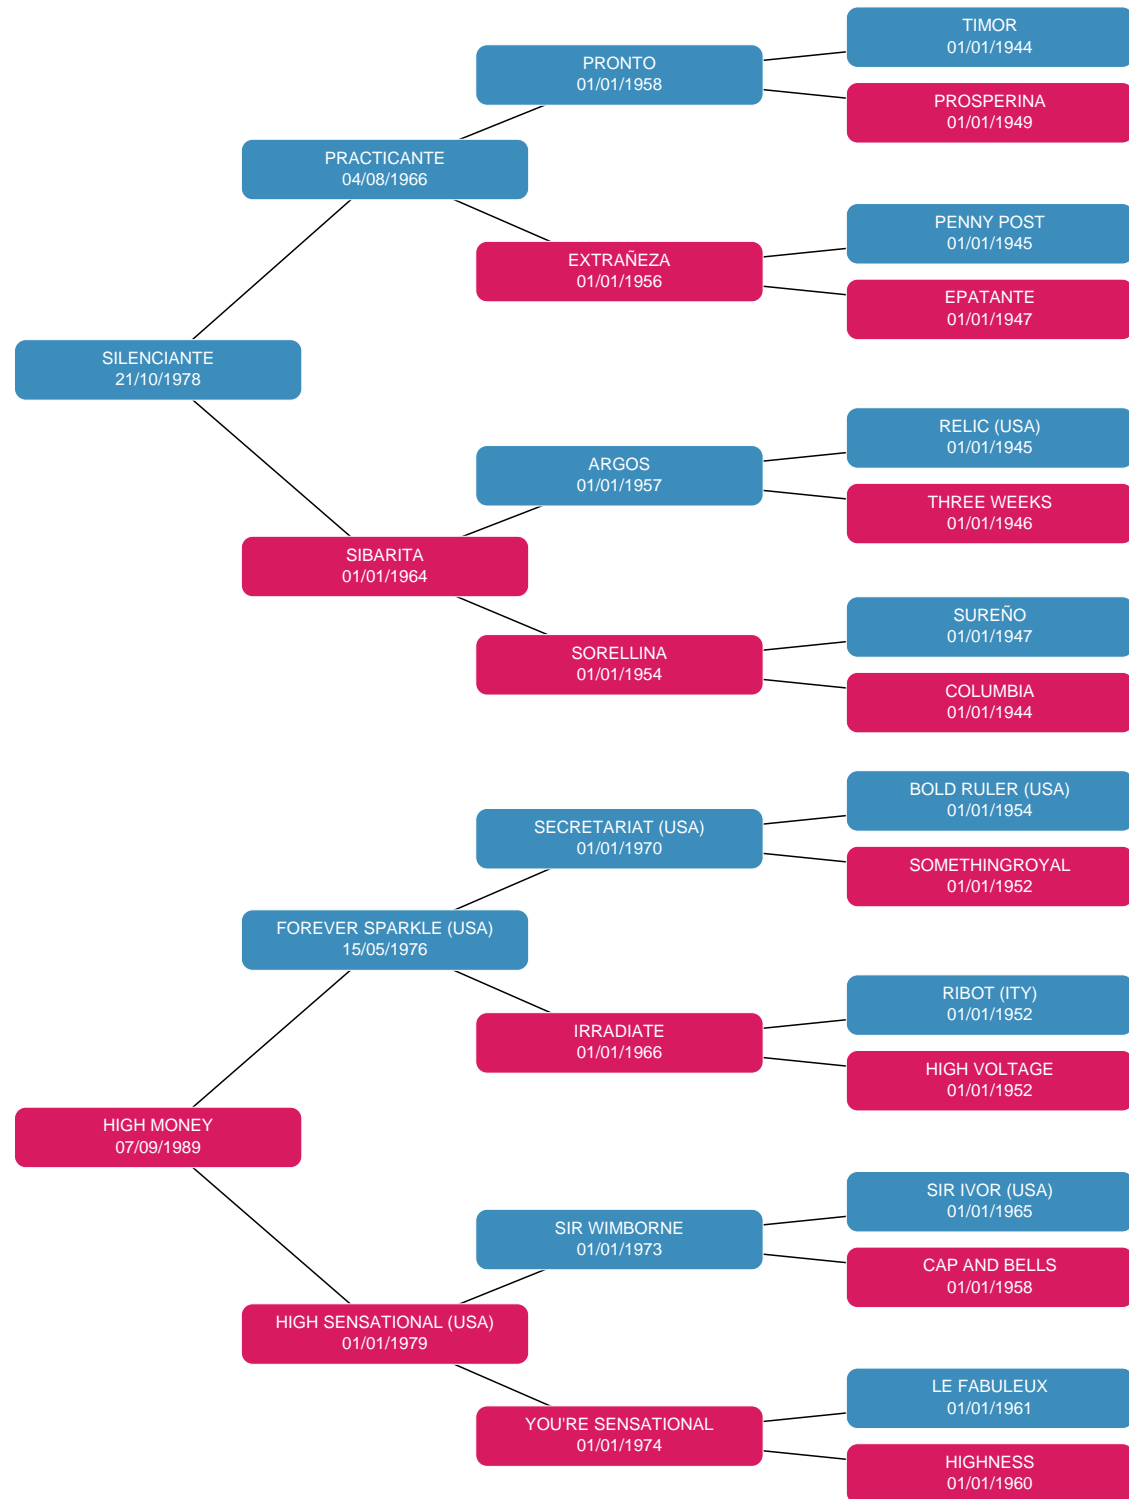 TIMOR
01/01/1944
PRONTO
01/01/1958
PROSPERINA
01/01/1949
PRACTICANTE
04/08/1966
PENNY POST
01/01/1945
EXTRAÑEZA
01/01/1956
EPATANTE
01/01/1947
SILENCIANTE
21/10/1978
RELIC (USA)
01/01/1945
ARGOS
01/01/1957
THREE WEEKS
01/01/1946
SIBARITA
01/01/1964
SUREÑO
01/01/1947
SORELLINA
01/01/1954
COLUMBIA
01/01/1944
BOLD RULER (USA)
01/01/1954
SECRETARIAT (USA)
01/01/1970
SOMETHINGROYAL
01/01/1952
FOREVER SPARKLE (USA)
15/05/1976
RIBOT (ITY)
01/01/1952
IRRADIATE
01/01/1966
HIGH VOLTAGE
01/01/1952
HIGH MONEY
07/09/1989
SIR IVOR (USA)
01/01/1965
SIR WIMBORNE
01/01/1973
CAP AND BELLS
01/01/1958
HIGH SENSATIONAL (USA)
01/01/1979
LE FABULEUX
01/01/1961
YOU'RE SENSATIONAL
01/01/1974
HIGHNESS
01/01/1960